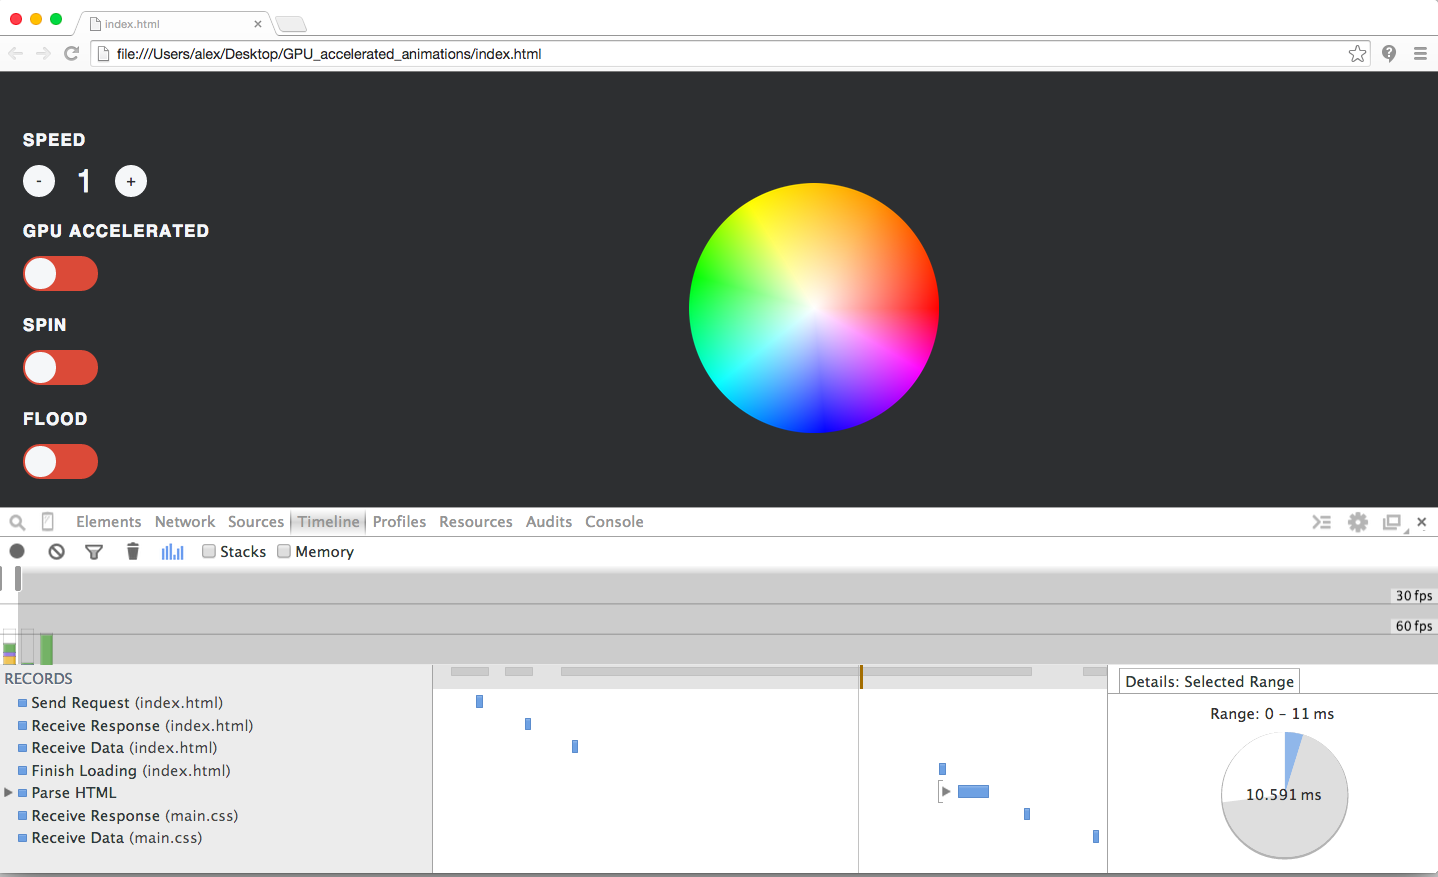 index.html
file:///Users/alex/Desktop/GPU_accelerated_animations/index.html
SPEED
- 1 +
GPU ACCELERATED
SPIN
FLOOD
Elements Network Sources Timeline Profiles Resources Audits Console
Stacks Memory
30 fps
60 fps
RECORDS
Send Request (index.html)
Receive Response (index.html)
Receive Data (index.html)
Finish Loading (index.html)
Parse HTML
Receive Response (main.css)
Receive Data (main.css)
Details: Selected Range
Range: 0 – 11 ms
10.591 ms